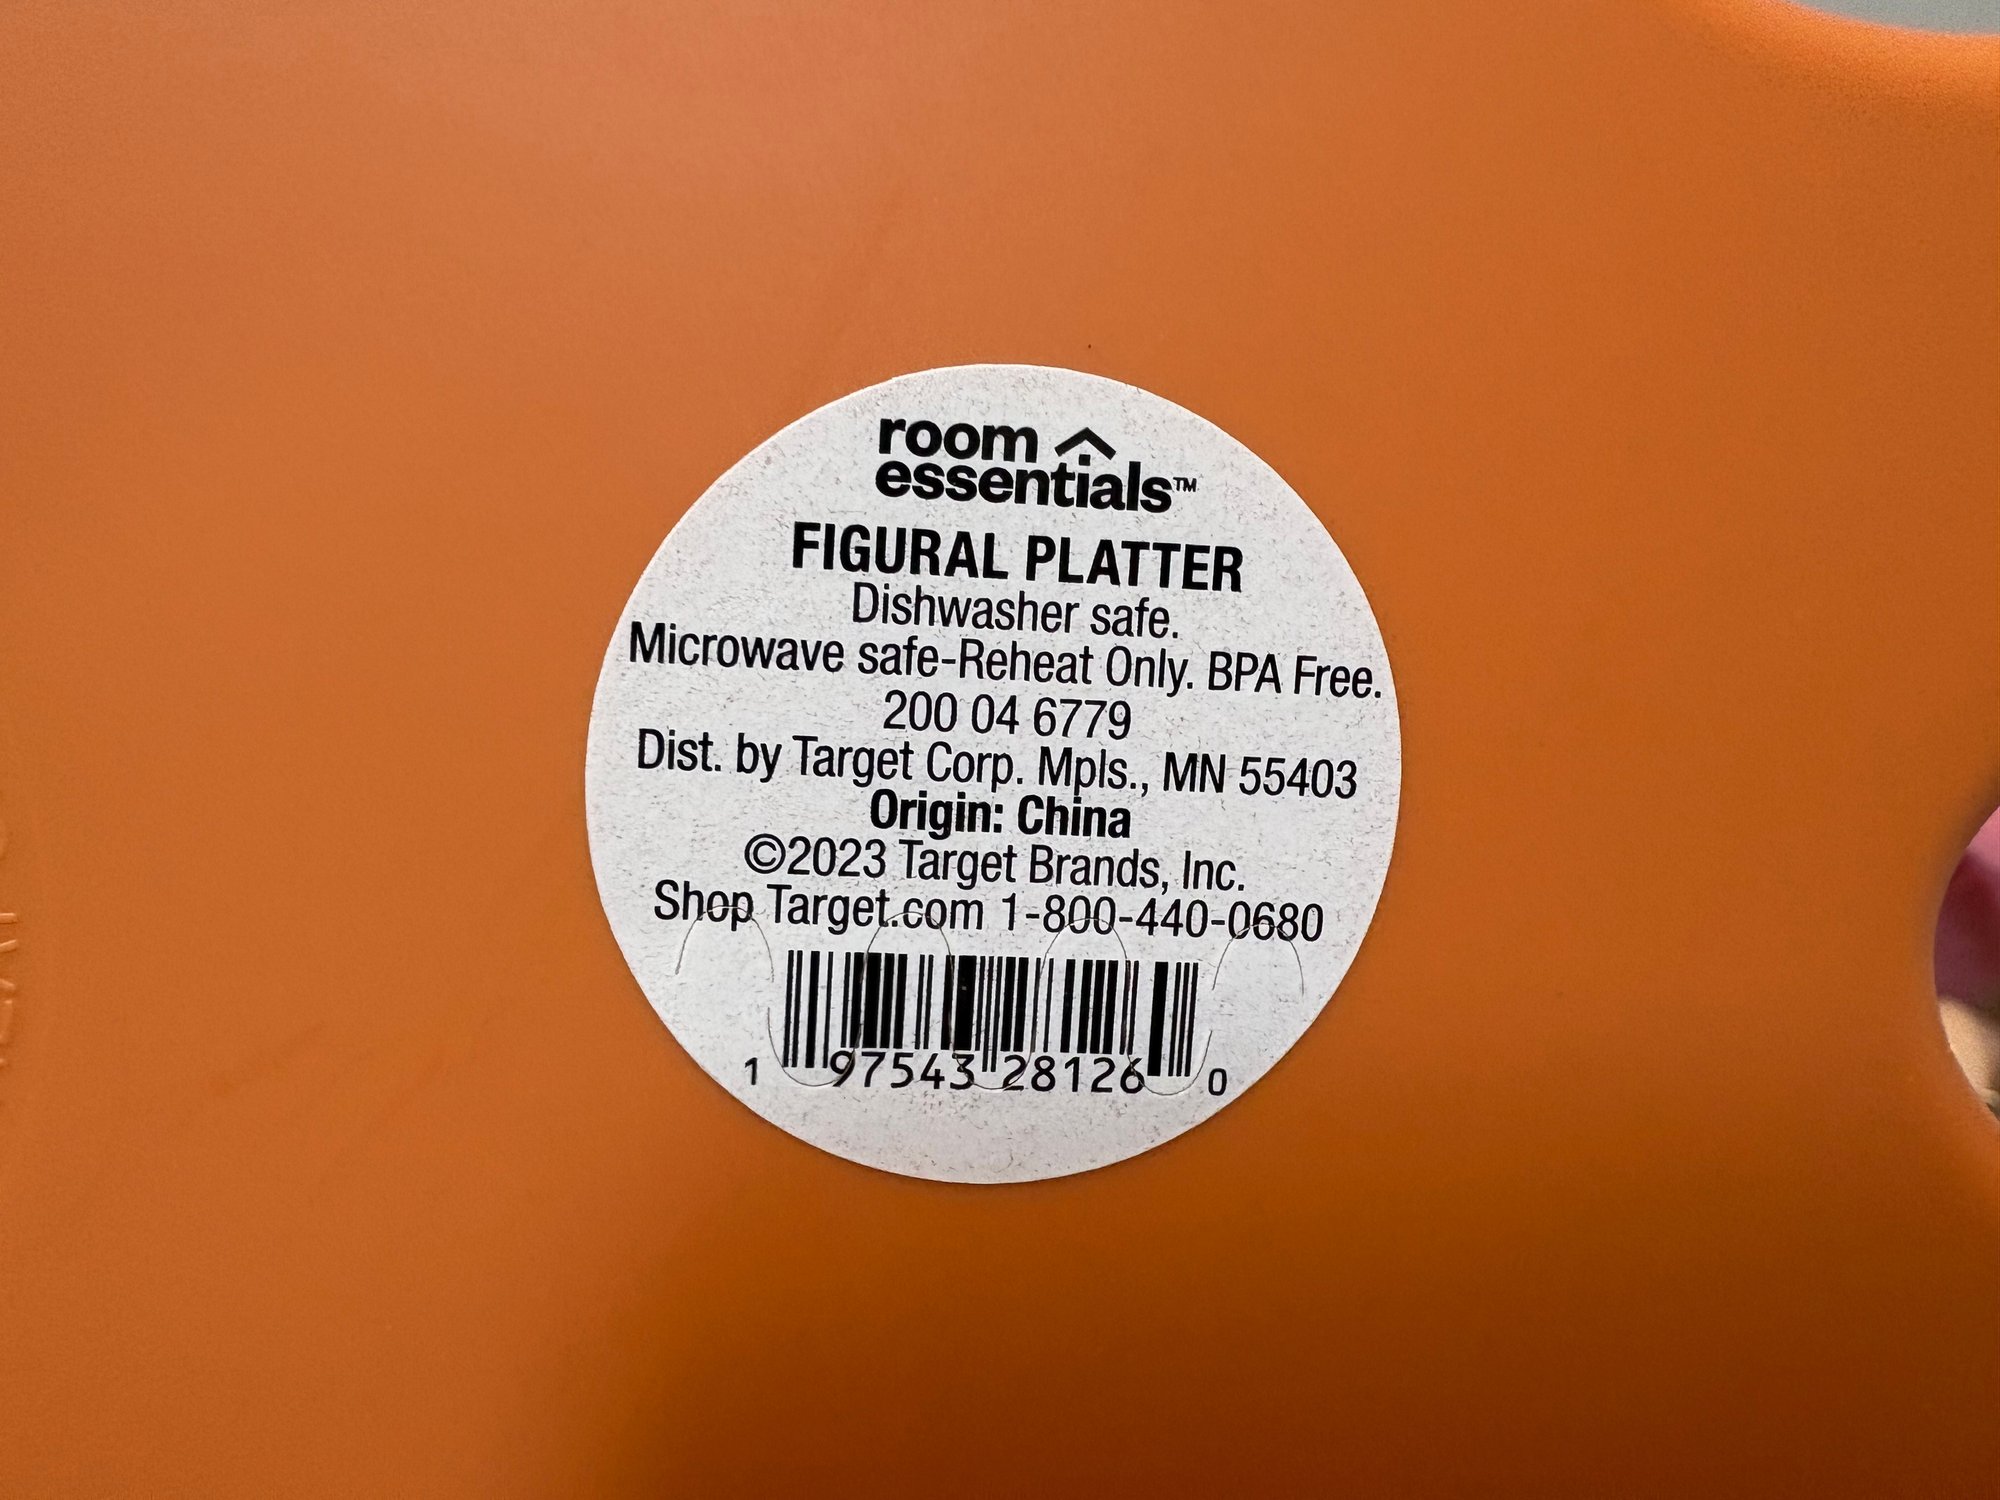 room
essentials™
FIGURAL PLATTER
Dishwasher safe.
Microwave safe-Reheat Only. BPA Free.
200 04 6779
Dist. by Target Corp. Mpls., MN 55403
Origin: China
©2023 Target Brands, Inc.
Shop Target.com 1-800-440-0680
1 97543 28126 0